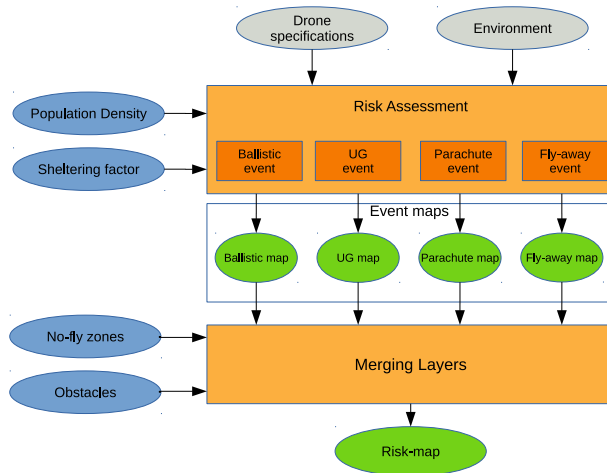 Drone
specifications
Environment
Population Density
Risk Assessment
Sheltering factor
Ballistic
event
UG
event
Parachute
event
Fly-away
event
Event maps
Ballistic map
UG map
Parachute map
Fly-away map
No-fly zones
Merging Layers
Obstacles
Risk-map